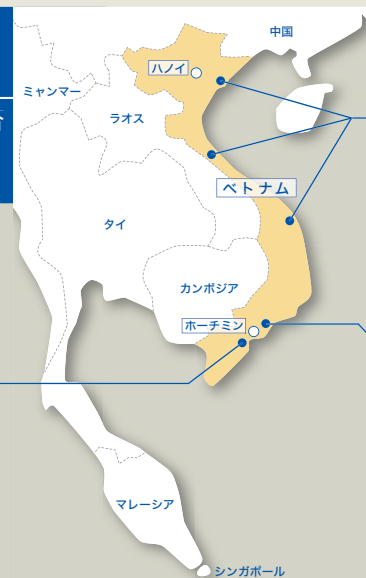 中国
ハノイ
ミャンマー
ラオス
ベトナム
タイ
カンボジア
ホーチミン
マレーシア
シンガポール